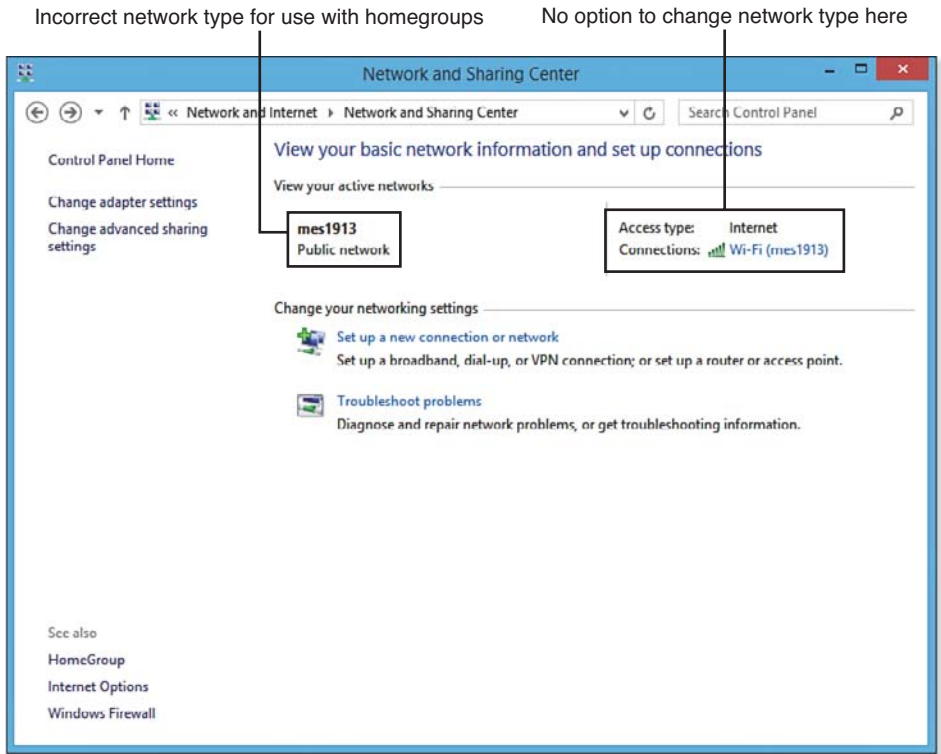 Incorrect network type for use with homegroups
No option to change network type here
Network and Sharing Center
« Network and Internet ▸ Network and Sharing Center
Search Control Panel
Control Panel Home
Change adapter settings
Change advanced sharing
settings
View your basic network information and set up connections
View your active networks
mes1913
Public network
Access type: Internet
Connections: Wi-Fi (mes1913)
Change your networking settings
Set up a new connection or network
Set up a broadband, dial-up, or VPN connection; or set up a router or access point.
Troubleshoot problems
Diagnose and repair network problems, or get troubleshooting information.
See also
HomeGroup
Internet Options
Windows Firewall